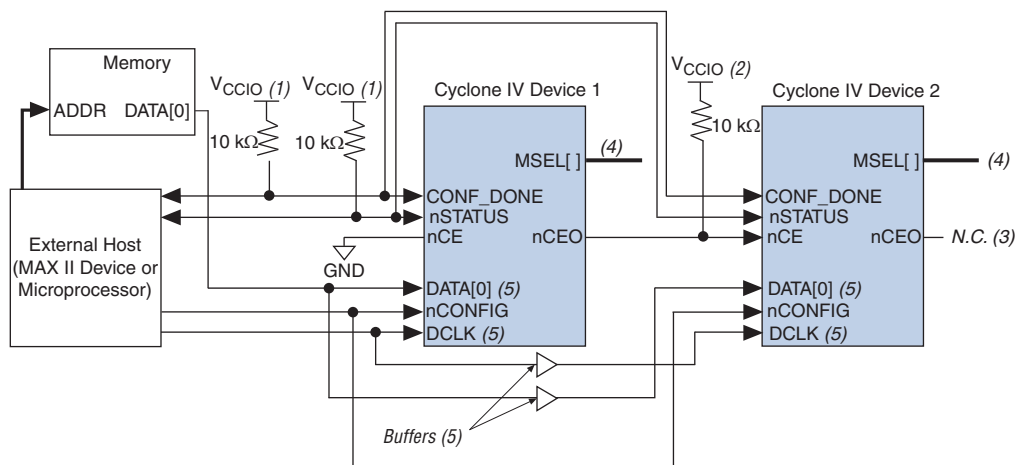 Memory
ADDR DATA[0]
VCCIO (1)
10 kΩ
VCCIO (1)
10 kΩ
External Host
(MAX II Device or
Microprocessor)
GND
Cyclone IV Device 1
MSEL[ ]
(4)
CONF_DONE
nSTATUS
nCE
nCEO
DATA[0] (5)
nCONFIG
DCLK (5)
VCCIO (2)
10 kΩ
Cyclone IV Device 2
MSEL[ ]
(4)
CONF_DONE
nSTATUS
nCE
nCEO
N.C. (3)
DATA[0] (5)
nCONFIG
DCLK (5)
Buffers (5)